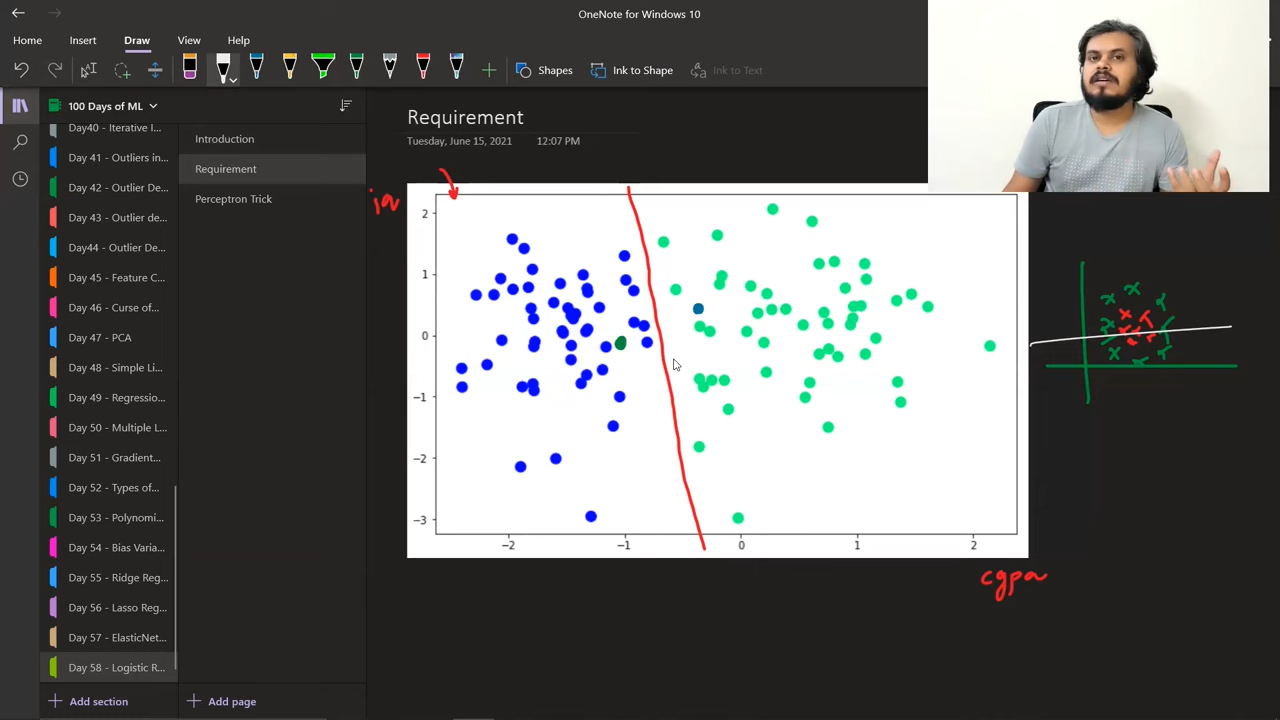 OneNote for Windows 10
Home Insert Draw View Help
Shapes Ink to Shape Ink to Text
100 Days of ML
Day40 - Iterative I...
Day 41 - Outliers in...
Day 42 - Outlier De...
Day 43 - Outlier de...
Day44 - Outlier De...
Day 45 - Feature C...
Day 46 - Curse of...
Day 47 - PCA
Day 48 - Simple Li...
Day 49 - Regressio...
Day 50 - Multiple L...
Day 51 - Gradient...
Day 52 - Types of...
Day 53 - Polynomi...
Day 54 - Bias Varia...
Day 55 - Ridge Reg...
Day 56 - Lasso Reg...
Day 57 - ElasticNet...
Day 58 - Logistic R...
Add section
Introduction
Requirement
Perceptron Trick
Add page
Requirement
Tuesday, June 15, 2021 12:07 PM
iq
2
1
0
−1
−2
−3
−2 −1 0 1 2
cgpa